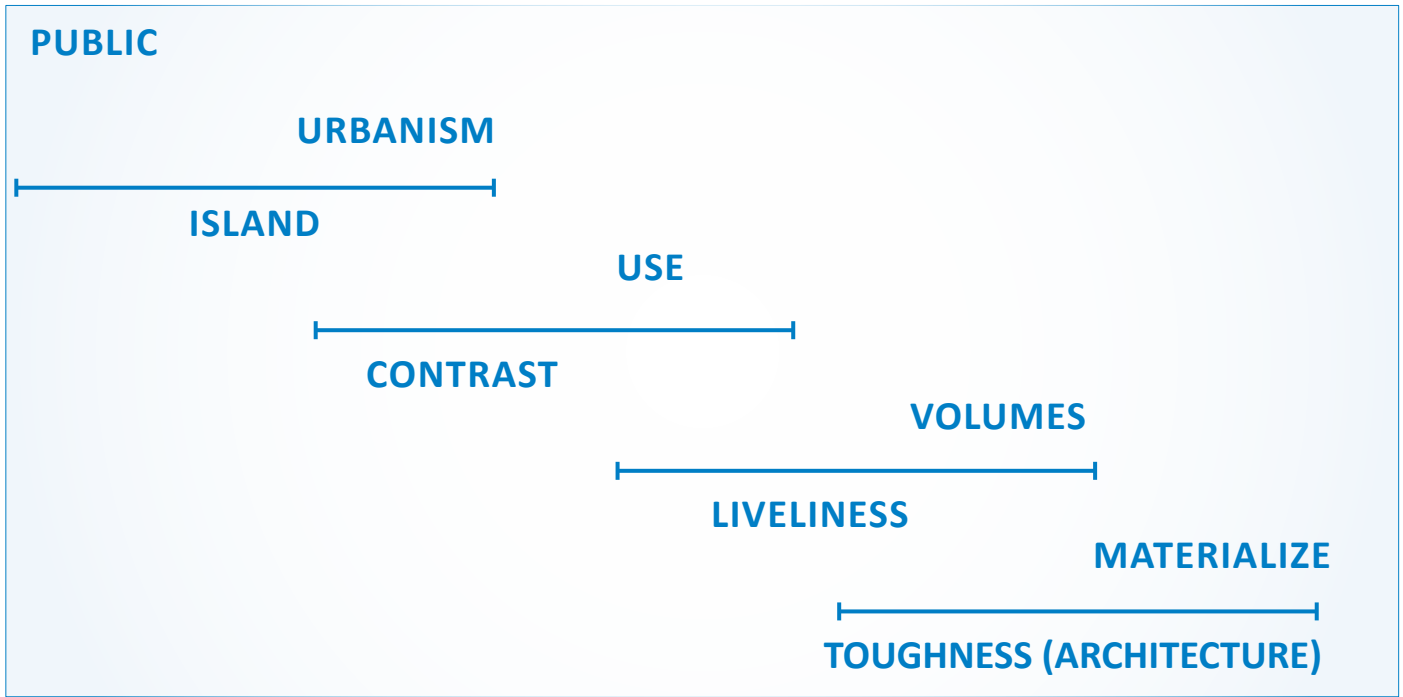 PUBLIC
URBANISM
ISLAND
USE
CONTRAST
VOLUMES
LIVELINESS
MATERIALIZE
TOUGHNESS (ARCHITECTURE)